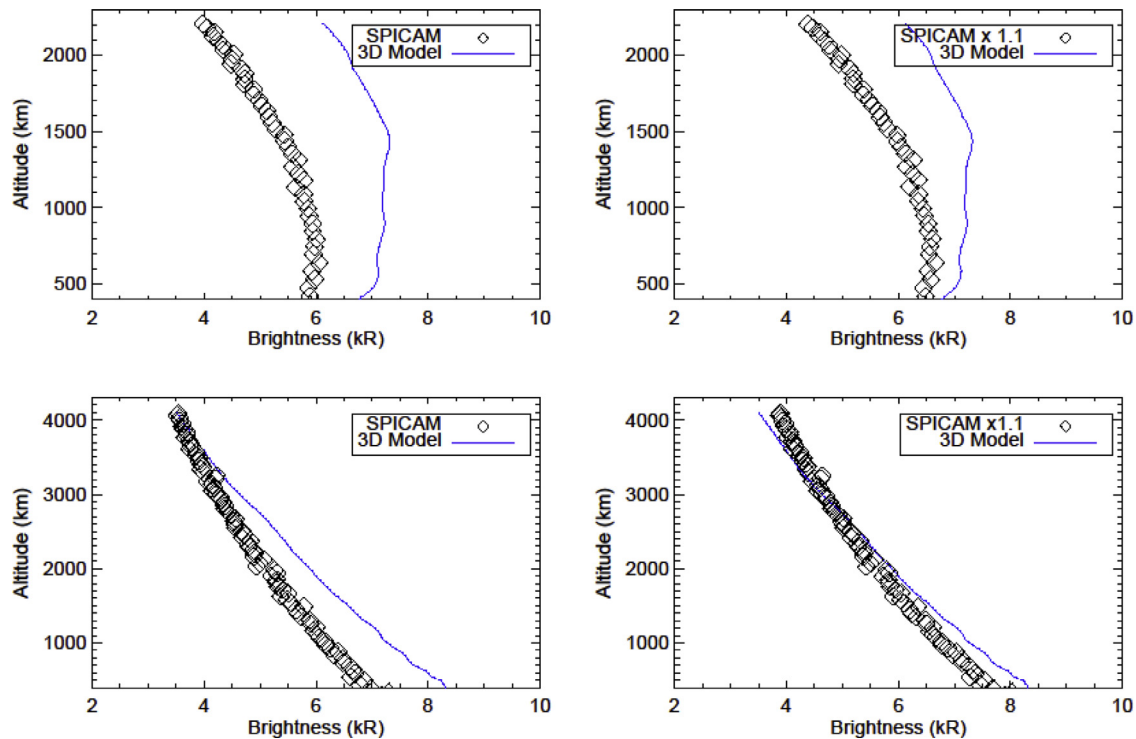 SPICAM
3D Model
2000
1500
1000
500
Altitude (km)
2 4 6 8 10
Brightness (kR)
SPICAM x 1.1
3D Model
2000
1500
1000
500
Altitude (km)
2 4 6 8 10
Brightness (kR)
SPICAM
3D Model
4000
3000
2000
1000
Altitude (km)
2 4 6 8 10
Brightness (kR)
SPICAM x1.1
3D Model
4000
3000
2000
1000
Altitude (km)
2 4 6 8 10
Brightness (kR)